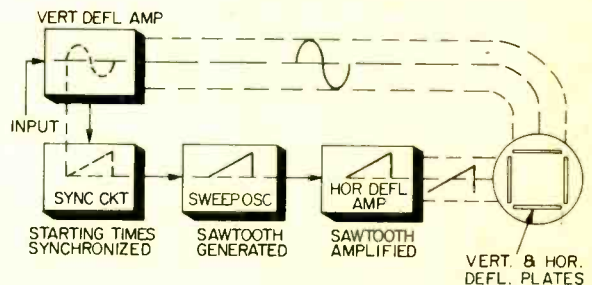 VERT DEFL AMP
INPUT
SYNC CKT
SWEEP OSC
HOR DEFL
AMP
STARTING TIMES
SYNCHRONIZED
SAWTOOTH
GENERATED
SAWTOOTH
AMPLIFIED
VERT. & HOR.
DEFL. PLATES